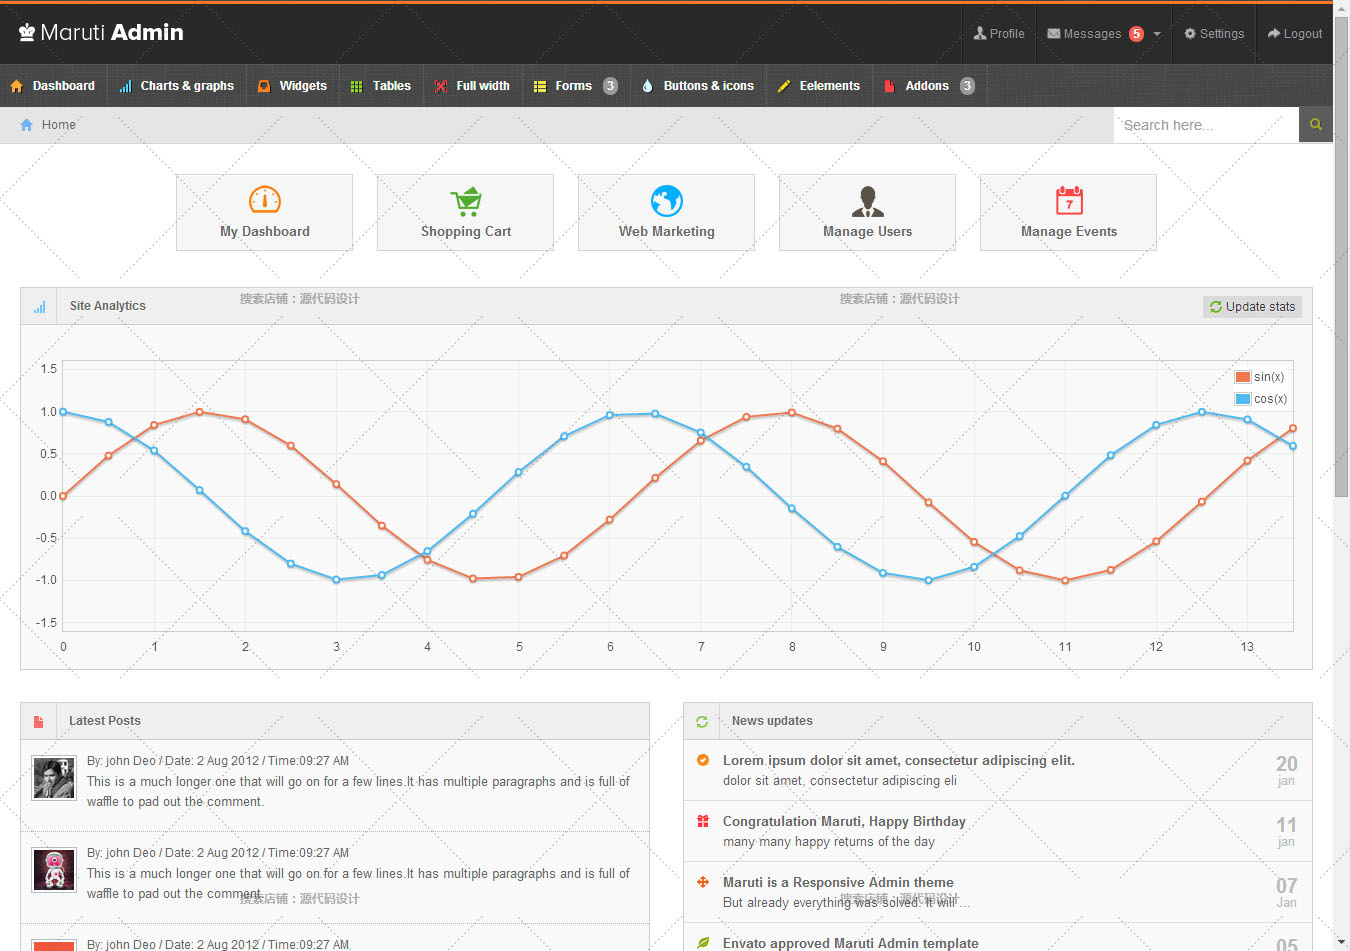 Maruti Admin
Profile
Messages 5
Settings
Logout
Dashboard
Charts & graphs
Widgets
Tables
Full width
Forms 3
Buttons & icons
Eelements
Addons 3
Home
Search here...
My Dashboard
Shopping Cart
Web Marketing
Manage Users
7
Manage Events
Site Analytics
搜索店铺：源代码设计
搜索店铺：源代码设计
Update stats
sin(x)
cos(x)
1.5
1.0
0.5
0.0
-0.5
-1.0
-1.5
0 1 2 3 4 5 6 7 8 9 10 11 12 13
Latest Posts
By: john Deo / Date: 2 Aug 2012 / Time:09:27 AM
This is a much longer one that will go on for a few lines.It has multiple paragraphs and is full of
waffle to pad out the comment.
By: john Deo / Date: 2 Aug 2012 / Time:09:27 AM
This is a much longer one that will go on for a few lines.It has multiple paragraphs and is full of
waffle to pad out the comment.
搜索店铺：源代码设计
By: john Deo / Date: 2 Aug 2012 / Time:09:27 AM
News updates
Lorem ipsum dolor sit amet, consectetur adipiscing elit.
dolor sit amet, consectetur adipiscing eli
20
jan
Congratulation Maruti, Happy Birthday
many many happy returns of the day
11
jan
Maruti is a Responsive Admin theme
But already everything was solved. It will ...
搜索店铺：源代码设计
07
Jan
Envato approved Maruti Admin template
05